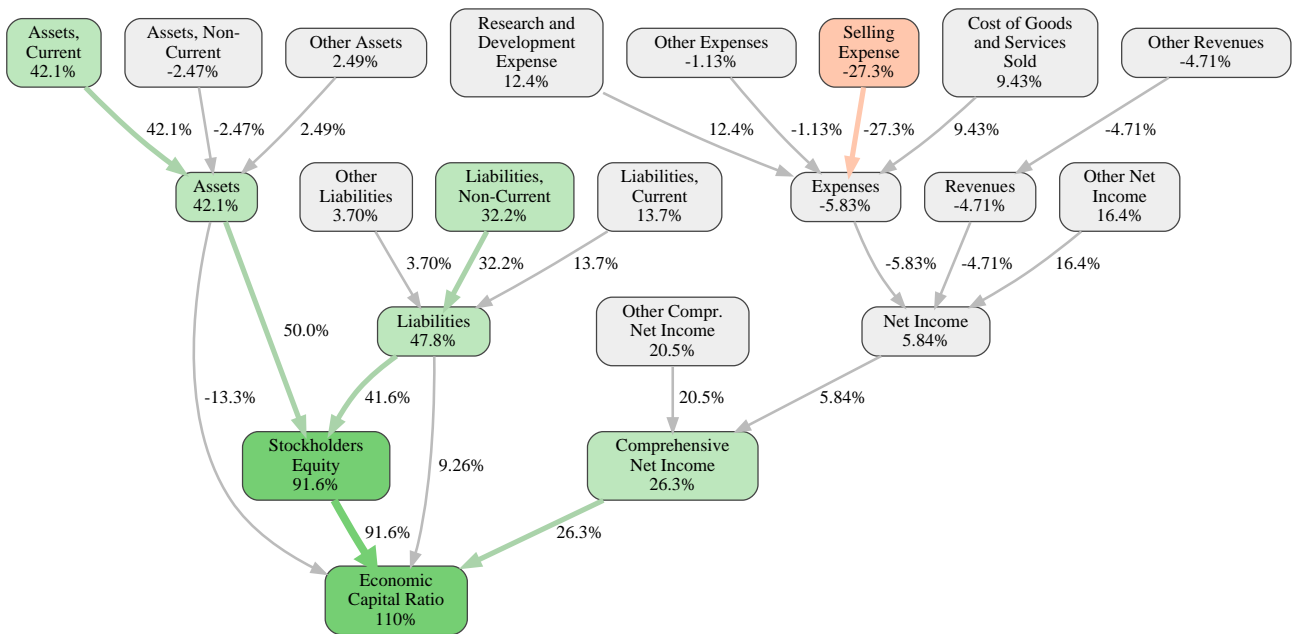 Assets,
Current
42.1%
Assets, Non-
Current
-2.47%
Other Assets
2.49%
Research and
Development
Expense
12.4%
Other Expenses
-1.13%
Selling
Expense
-27.3%
Cost of Goods
and Services
Sold
9.43%
Other Revenues
-4.71%
42.1%
-2.47%
2.49%
12.4%
-1.13%
-27.3%
9.43%
-4.71%
Assets
42.1%
Other
Liabilities
3.70%
Liabilities,
Non-Current
32.2%
Liabilities,
Current
13.7%
Expenses
-5.83%
Revenues
-4.71%
Other Net
Income
16.4%
3.70%
32.2%
13.7%
-5.83%
-4.71%
16.4%
50.0%
Liabilities
47.8%
Other Compr.
Net Income
20.5%
Net Income
5.84%
-13.3%
41.6%
20.5%
5.84%
Stockholders
Equity
91.6%
9.26%
Comprehensive
Net Income
26.3%
91.6%
26.3%
Economic
Capital Ratio
110%